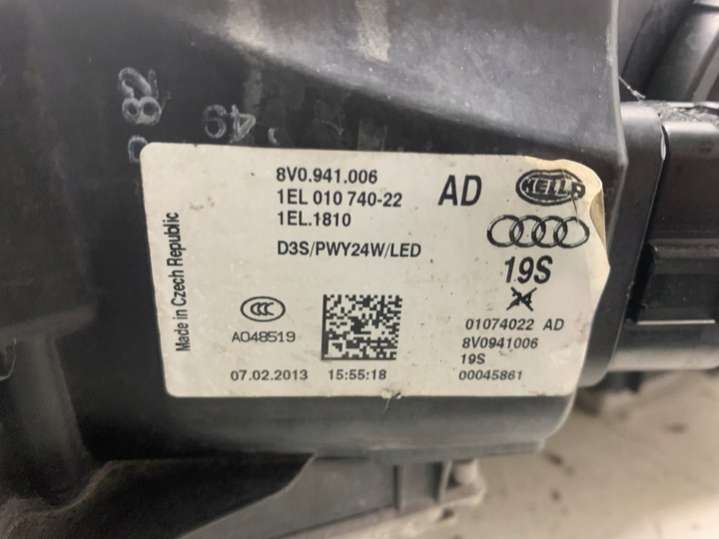 8V0.941.006
1EL 010 740-22
1EL.1810
AD
HELLA
D3S/PWY24W/LED
19S
Made in Czech Republic
A048519
01074022 AD
8V0941006
19S
00045861
07.02.2013 15:55:18
49